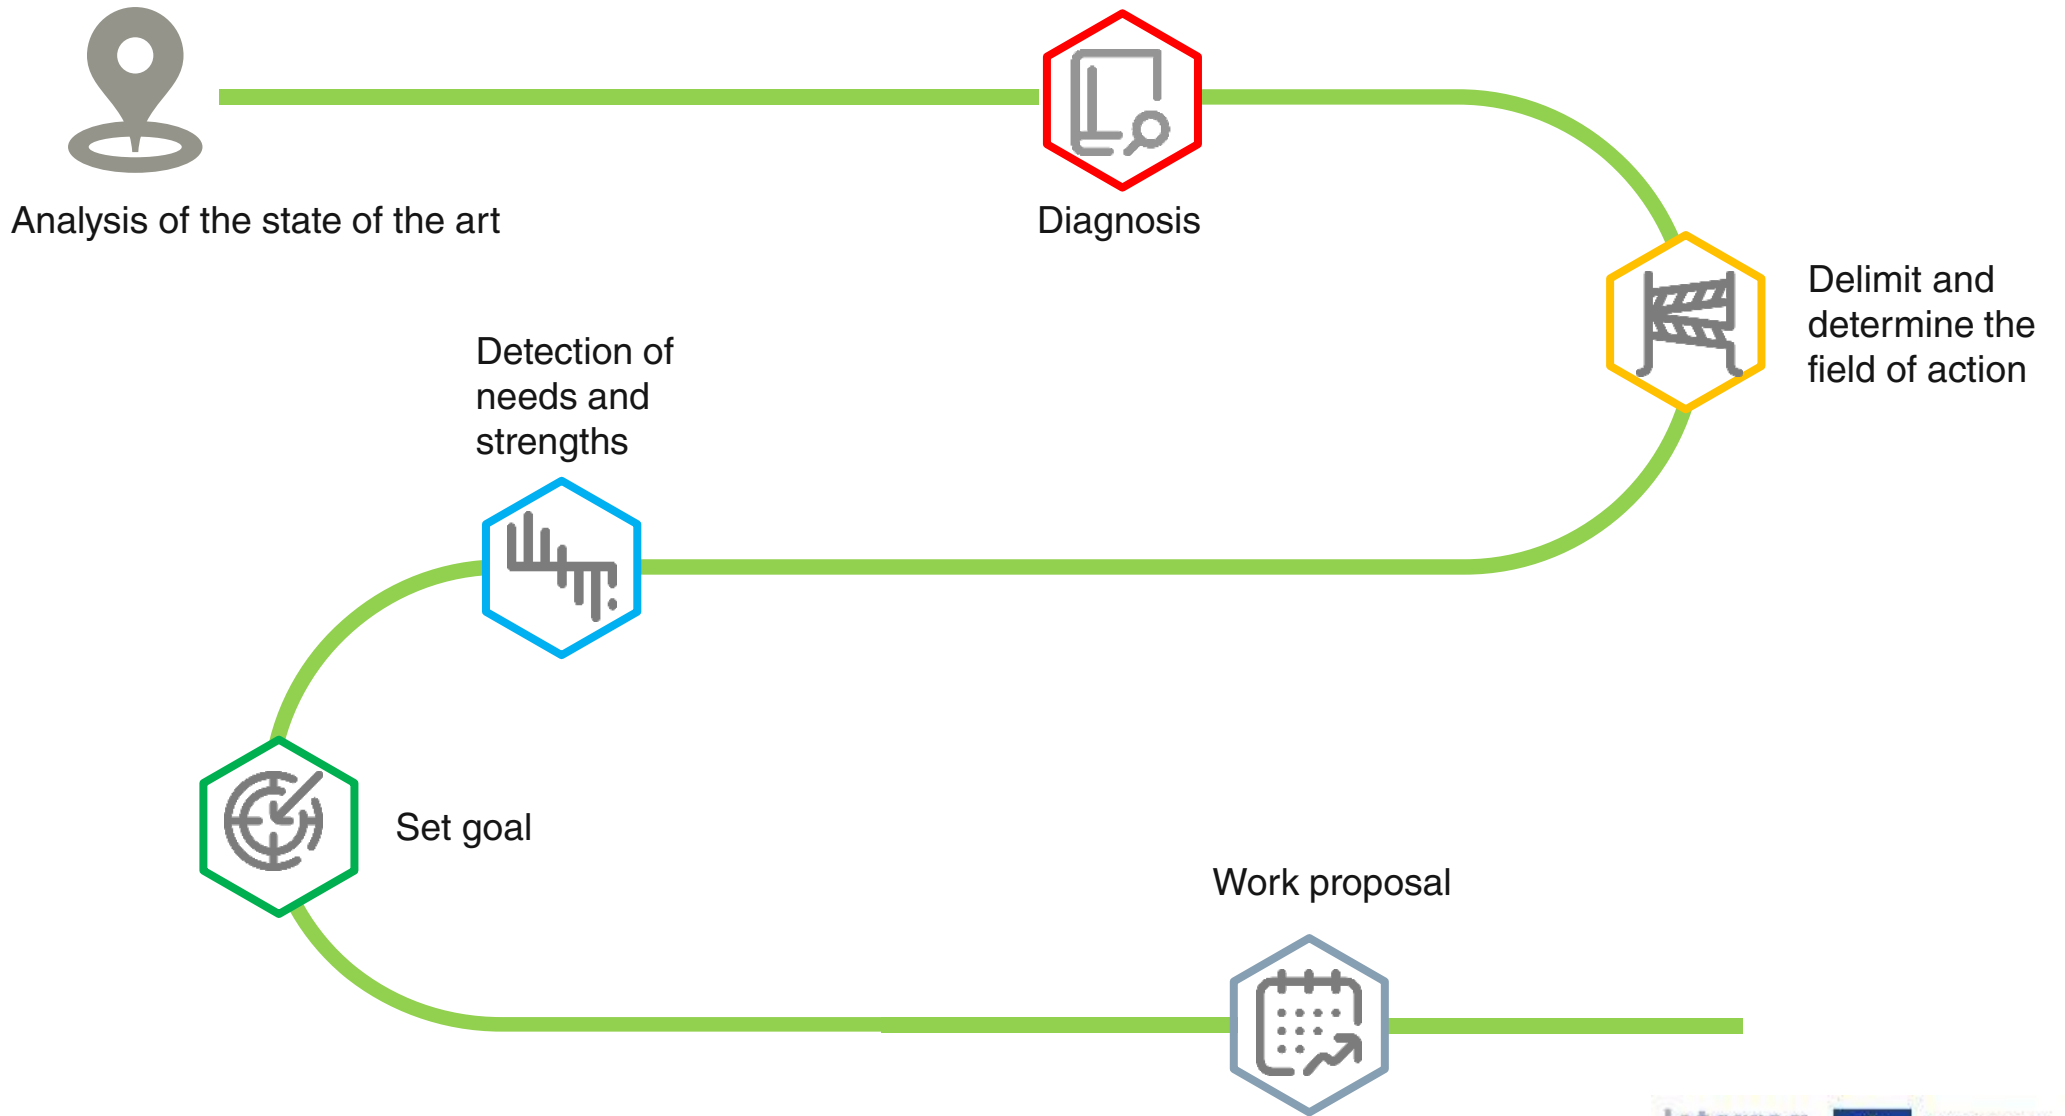 Analysis of the state of the art
Diagnosis
Delimit and
determine the
field of action
Detection of
needs and
strengths
Set goal
Work proposal